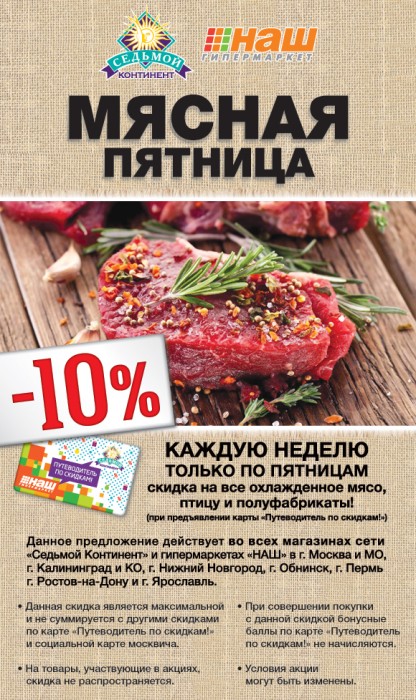 СЕДЬМОЙ
КОНТИНЕНТ
НАШ
ГИПЕРМАРКЕТ
МЯСНАЯ
ПЯТНИЦА
-10%
ПУТЕВОДИТЕЛЬ
ПО СКИДКАМ!
НАШ
КАЖДУЮ НЕДЕЛЮ
ТОЛЬКО ПО ПЯТНИЦАМ
скидка на все охлажденное мясо,
птицу и полуфабрикаты!
(при предъявлении карты «Путеводитель по скидкам!»)
Данное предложение действует во всех магазинах сети
«Седьмой Континент» и гипермаркетах «НАШ» в г. Москва и МО,
г. Калининград и КО, г. Нижний Новгород, г. Обнинск, г. Пермь
г. Ростов-на-Дону и г. Ярославль.
• Данная скидка является максимальной
и не суммируется с другими скидками
по карте «Путеводитель по скидкам!»
и социальной карте москвича.
• На товары, участвующие в акциях,
скидка не распространяется.
• При совершении покупки
с данной скидкой бонусные
баллы по карте «Путеводитель
по скидкам!» не начисляются.
• Условия акции
могут быть изменены.